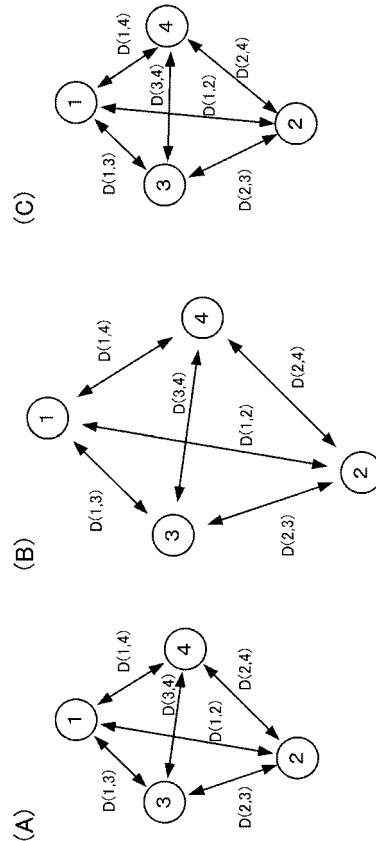 (A)
1
D(1,3)
D(1,4)
3
D(3,4)
4
D(1,2)
D(2,3)
D(2,4)
2
(B)
1
D(1,3)
D(1,4)
3
D(3,4)
4
D(1,2)
D(2,3)
D(2,4)
2
(C)
1
D(1,3)
D(1,4)
3
D(3,4)
4
D(1,2)
D(2,3)
D(2,4)
2